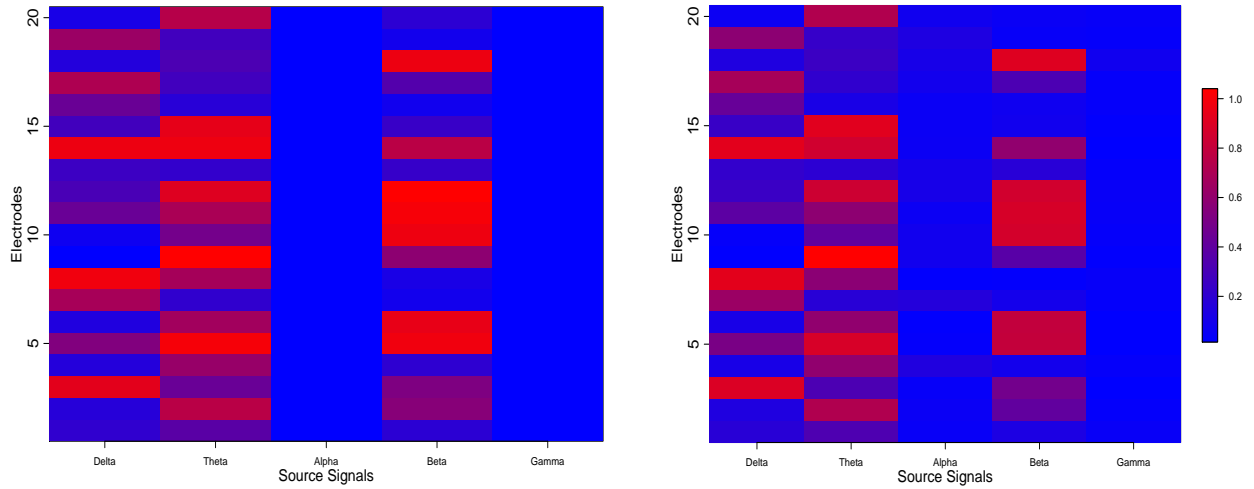 20
15
10
5
Electrodes
Delta Theta Alpha Beta Gamma
Source Signals
20
15
10
5
Electrodes
Delta Theta Alpha Beta Gamma
Source Signals
1.0
0.8
0.6
0.4
0.2